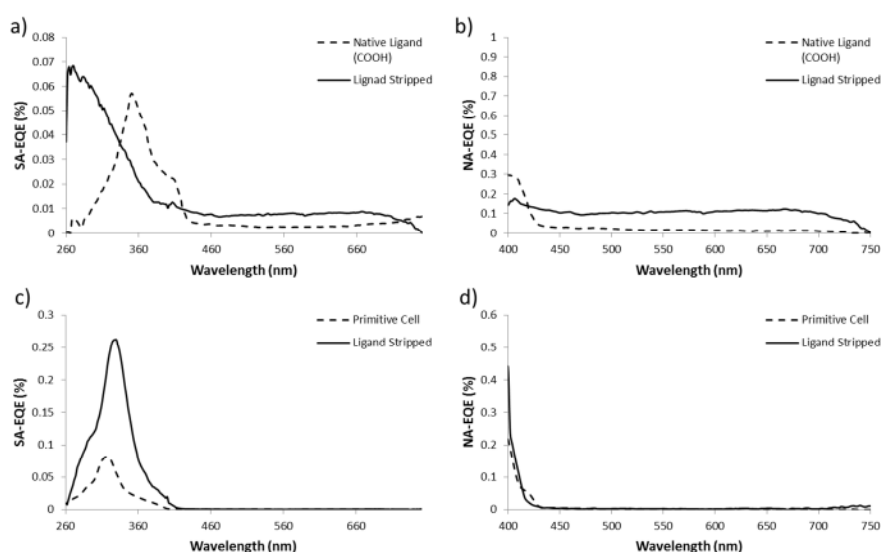 a)
0.08
0.07
0.06
0.05
0.04
0.03
0.02
0.01
0
SA-EQE (%)
260
360
460
560
660
Wavelength (nm)
Native Ligand
(COOH)
Lignad Stripped
b)
1
0.9
0.8
0.7
0.6
0.5
0.4
0.3
0.2
0.1
0
NA-EQE (%)
400
450
500
550
600
650
700
750
Wavelength (nm)
Native Ligand
(COOH)
Ligand Stripped
c)
0.3
0.25
0.2
0.15
0.1
0.05
0
SA-EQE (%)
260
360
460
560
660
Wavelength (nm)
Primitive Cell
Ligand Stripped
d)
0.6
0.5
0.4
0.3
0.2
0.1
0
NA-EQE (%)
400
450
500
550
600
650
700
750
Wavelength (nm)
Primitive Cell
Ligand Stripped